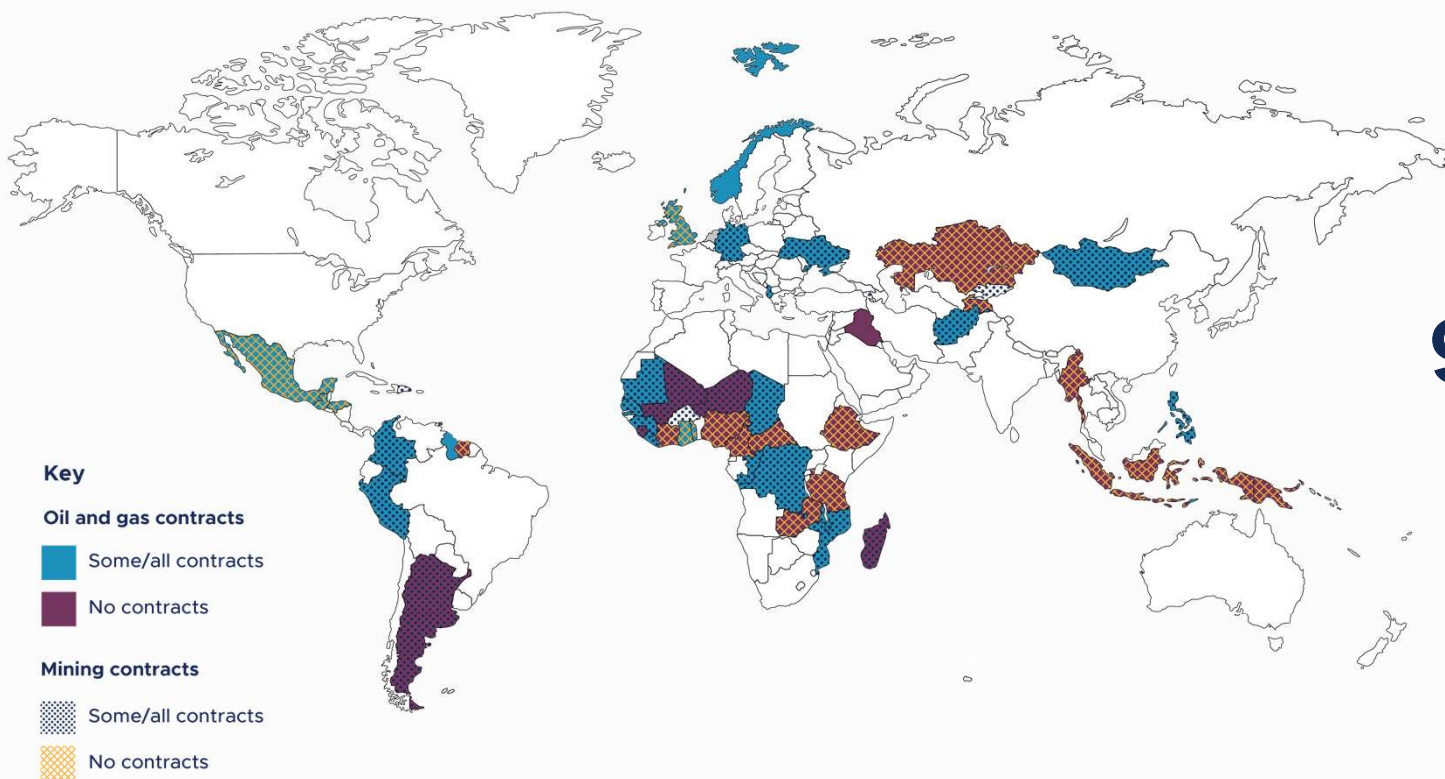 Key
Oil and gas contracts
Some/all contracts
No contracts
Mining contracts
Some/all contracts
No contracts